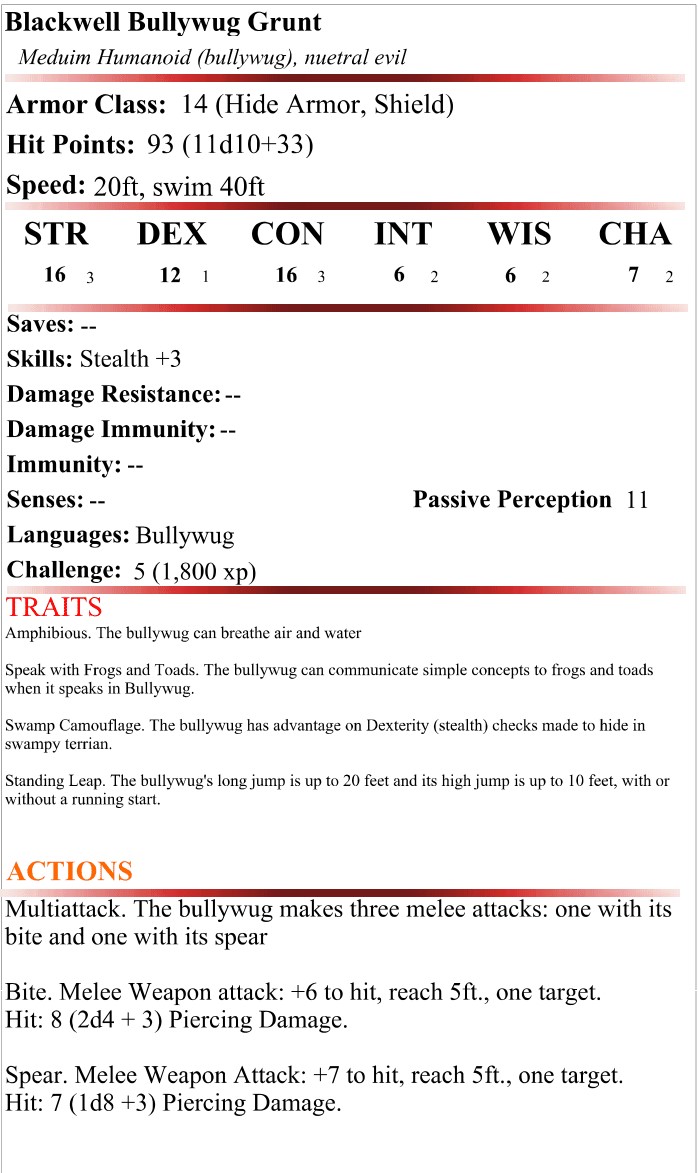 Blackwell Bullywug Grunt
Meduim Humanoid (bullywug), nuetral evil
Armor Class: 14 (Hide Armor, Shield)
Hit Points: 93 (11d10+33)
Speed: 20ft, swim 40ft
STR DEX CON INT WIS CHA
16 3 12 1 16 3 6 2 6 2 7 2
Saves: --
Skills: Stealth +3
Damage Resistance: --
Damage Immunity: --
Immunity: --
Senses: -- Passive Perception 11
Languages: Bullywug
Challenge: 5 (1,800 xp)
TRAITS
Amphibious. The bullywug can breathe air and water
Speak with Frogs and Toads. The bullywug can communicate simple concepts to frogs and toads
when it speaks in Bullywug.
Swamp Camouflage. The bullywug has advantage on Dexterity (stealth) checks made to hide in
swampy terrian.
Standing Leap. The bullywug's long jump is up to 20 feet and its high jump is up to 10 feet, with or
without a running start.
ACTIONS
Multiattack. The bullywug makes three melee attacks: one with its
bite and one with its spear
Bite. Melee Weapon attack: +6 to hit, reach 5ft., one target.
Hit: 8 (2d4 + 3) Piercing Damage.
Spear. Melee Weapon Attack: +7 to hit, reach 5ft., one target.
Hit: 7 (1d8 +3) Piercing Damage.